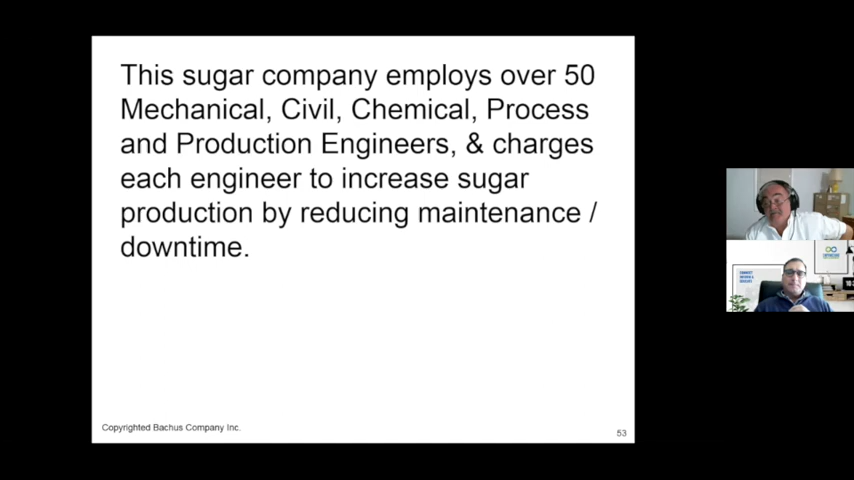 This sugar company employs over 50
Mechanical, Civil, Chemical, Process
and Production Engineers, & charges
each engineer to increase sugar
production by reducing maintenance /
downtime.
Copyrighted Bachus Company Inc.
53